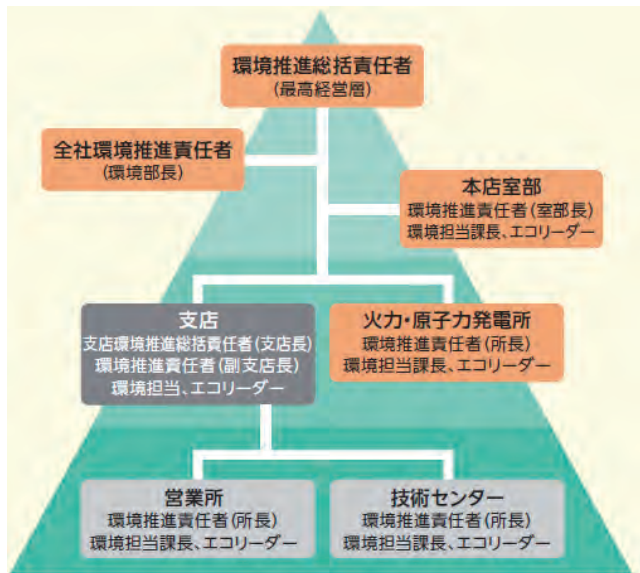 環境推進総括責任者
(最高経営層)
全社環境推進責任者
(環境部長)
本店室部
環境推進責任者(室部長)
環境担当課長、エコリーダー
支店
支店環境推進総括責任者(支店長)
環境推進責任者(副支店長)
環境担当、エコリーダー
火力・原子力発電所
環境推進責任者(所長)
環境担当課長、エコリーダー
営業所
環境推進責任者(所長)
環境担当課長、エコリーダー
技術センター
環境推進責任者(所長)
環境担当課長、エコリーダー